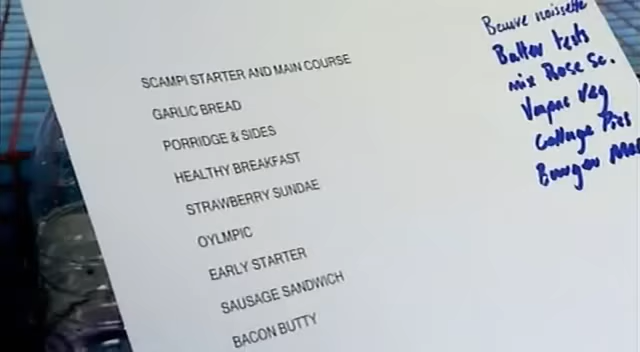 SCAMPI STARTER AND MAIN COURSE
GARLIC BREAD
PORRIDGE & SIDES
HEALTHY BREAKFAST
STRAWBERRY SUNDAE
OYLMPIC
EARLY STARTER
SAUSAGE SANDWICH
BACON BUTTY
Beurre noisette
Batter tests
mix Rose Sc.
Veg
Cottage Pies